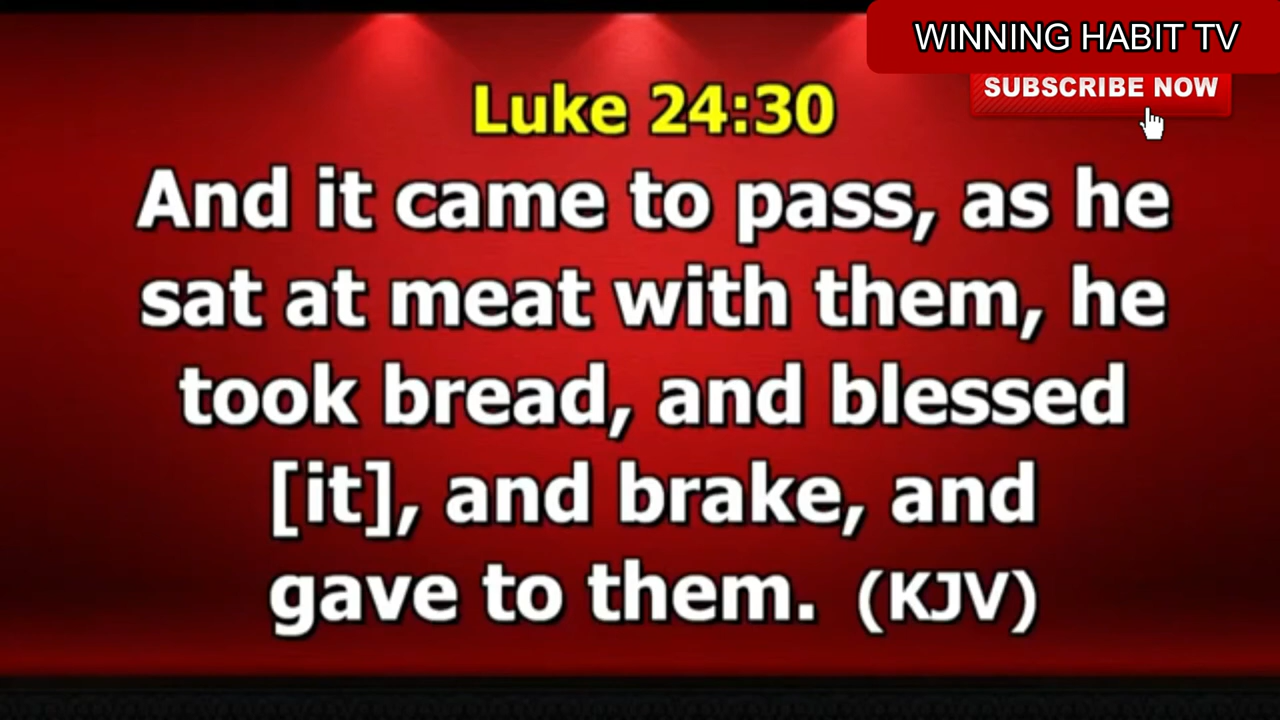 WINNING HABIT TV
SUBSCRIBE NOW
Luke 24:30
And it came to pass, as he
sat at meat with them, he
took bread, and blessed
[it], and brake, and
gave to them. (KJV)